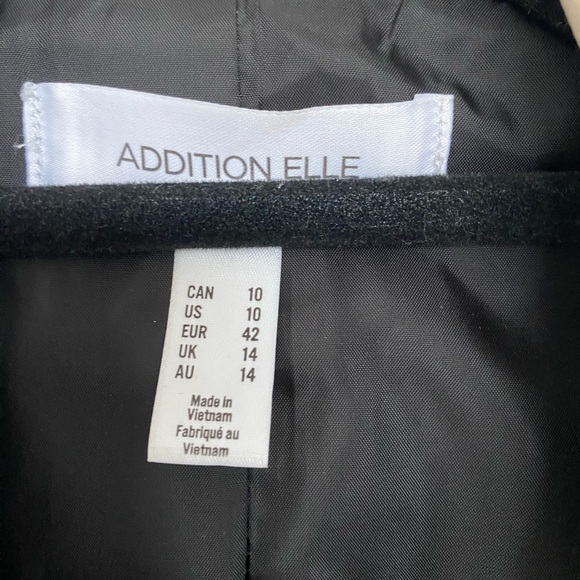 ADDITION ELLE
CAN 10
US 10
EUR 42
UK 14
AU 14
Made in
Vietnam
Fabriqué au
Vietnam